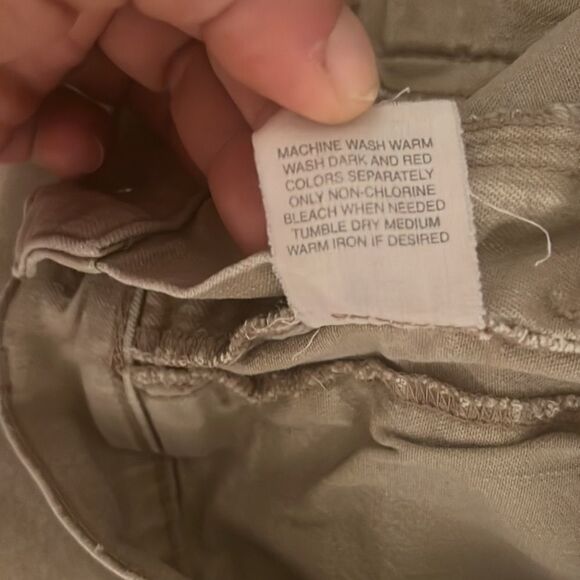 MACHINE WASH WARM
WASH DARK AND RED
COLORS SEPARATELY
ONLY NON-CHLORINE
BLEACH WHEN NEEDED
TUMBLE DRY MEDIUM
WARM IRON IF DESIRED